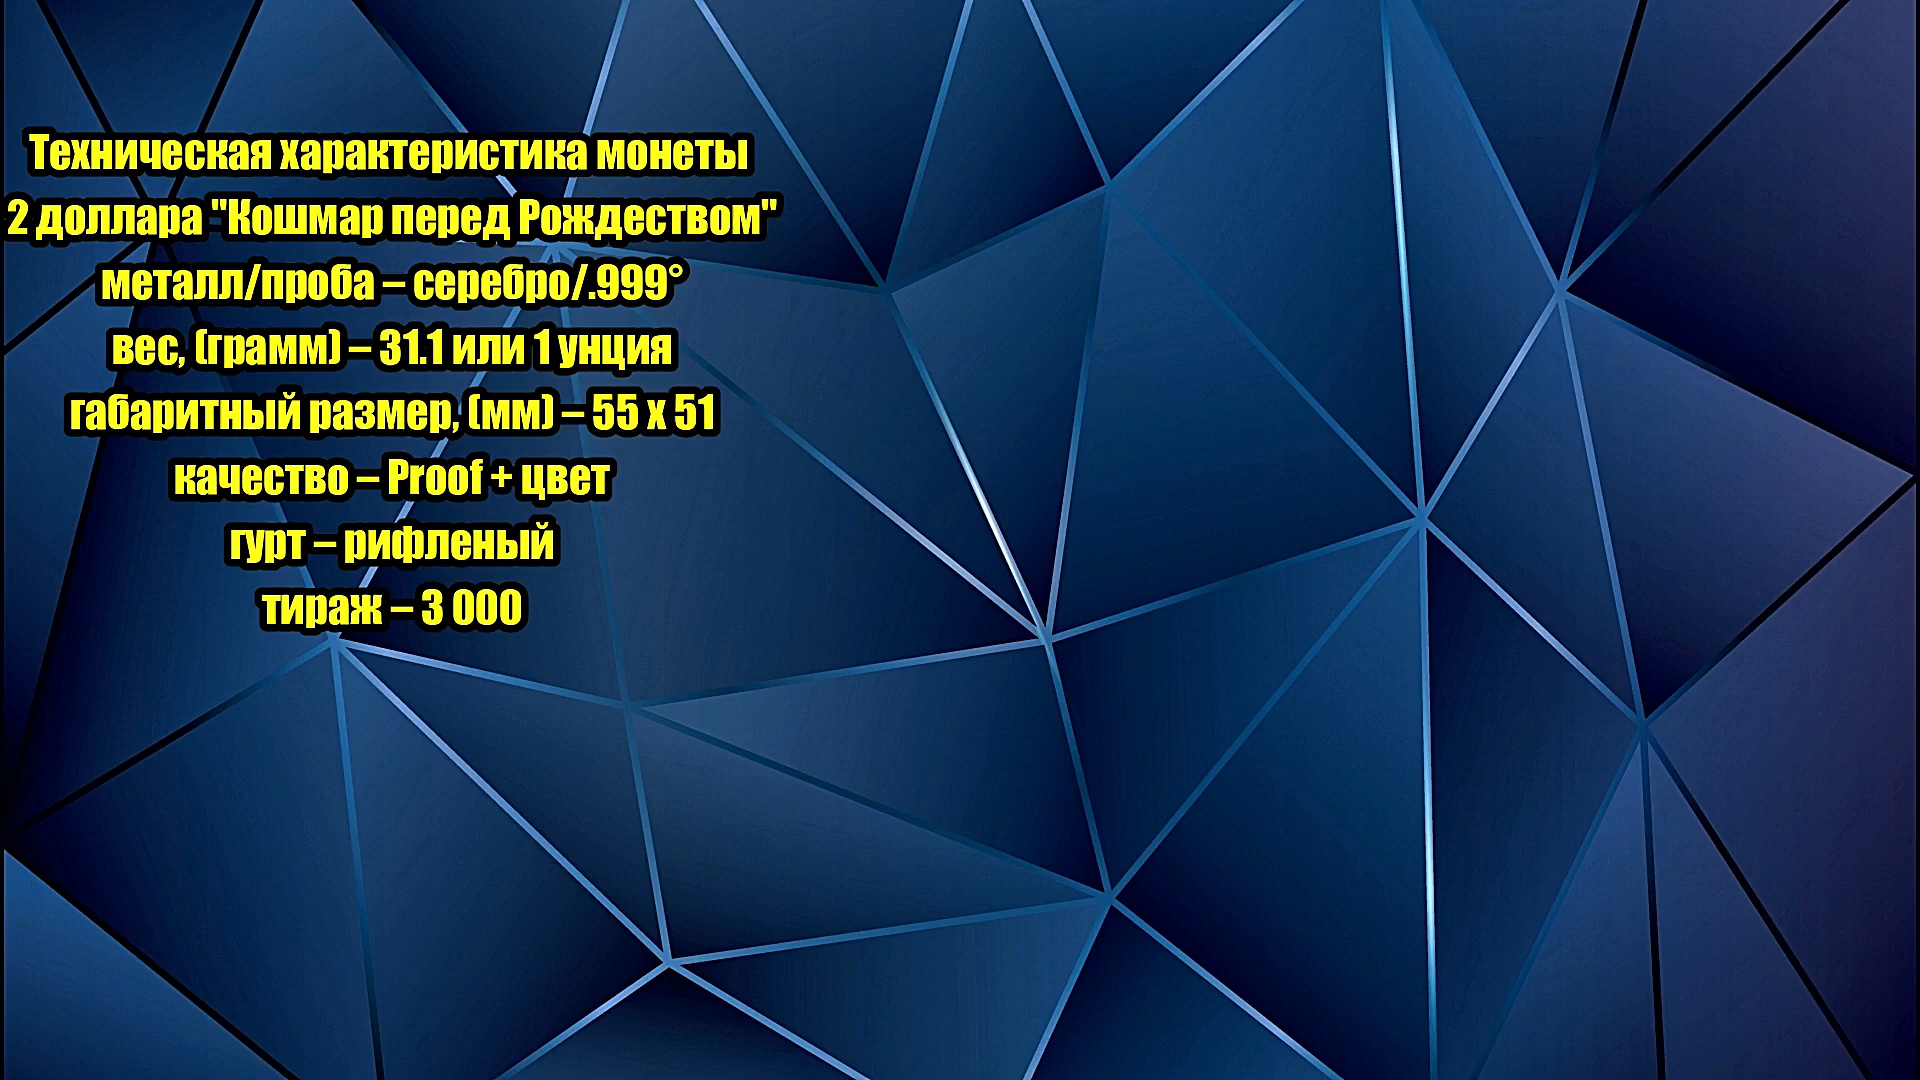 Техническая характеристика монеты
2 доллара "Кошмар перед Рождеством"
металл/проба – серебро/.999°
вес, (грамм) – 31.1 или 1 унция
габаритный размер, (мм) – 55 х 51
качество – Proof + цвет
гурт – рифленый
тираж – 3 000